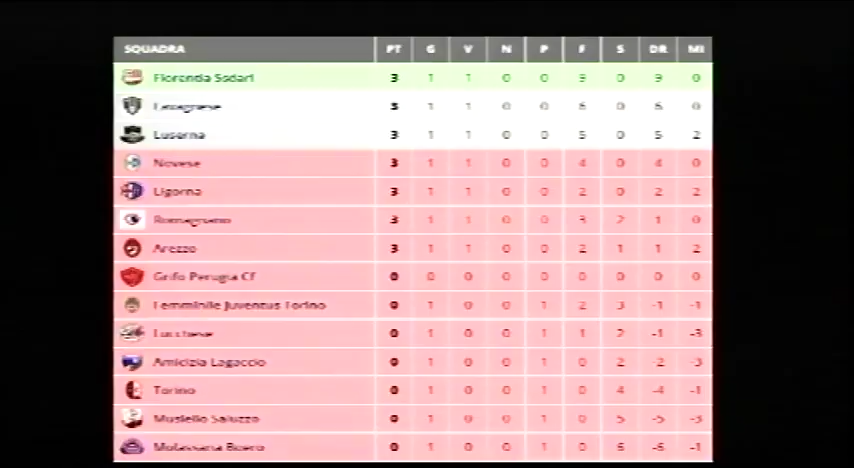 SQUADRA PT G V N P F S DR MI
Florentia Ssdarl 3 1 1 0 0 9 0 9 0
Lavagnese 3 1 1 0 0 6 0 6 0
Luserna 3 1 1 0 0 5 0 5 2
Novese 3 1 1 0 0 4 0 4 0
Ligorna 3 1 1 0 0 2 0 2 2
Romagnano 3 1 1 0 0 3 2 1 0
Arezzo 3 1 1 0 0 2 1 1 2
Grifo Perugia Cf 0 0 0 0 0 0 0 0 0
Femminile Juventus Torino 0 1 0 0 1 2 3 -1 -1
Lucchese 0 1 0 0 1 1 2 -1 -3
Amicizia Lagaccio 0 1 0 0 1 0 2 -2 -3
Torino 0 1 0 0 1 0 4 -4 -1
Musiello Saluzzo 0 1 0 0 1 0 5 -5 -3
Molassana Boero 0 1 0 0 1 0 6 -6 -1